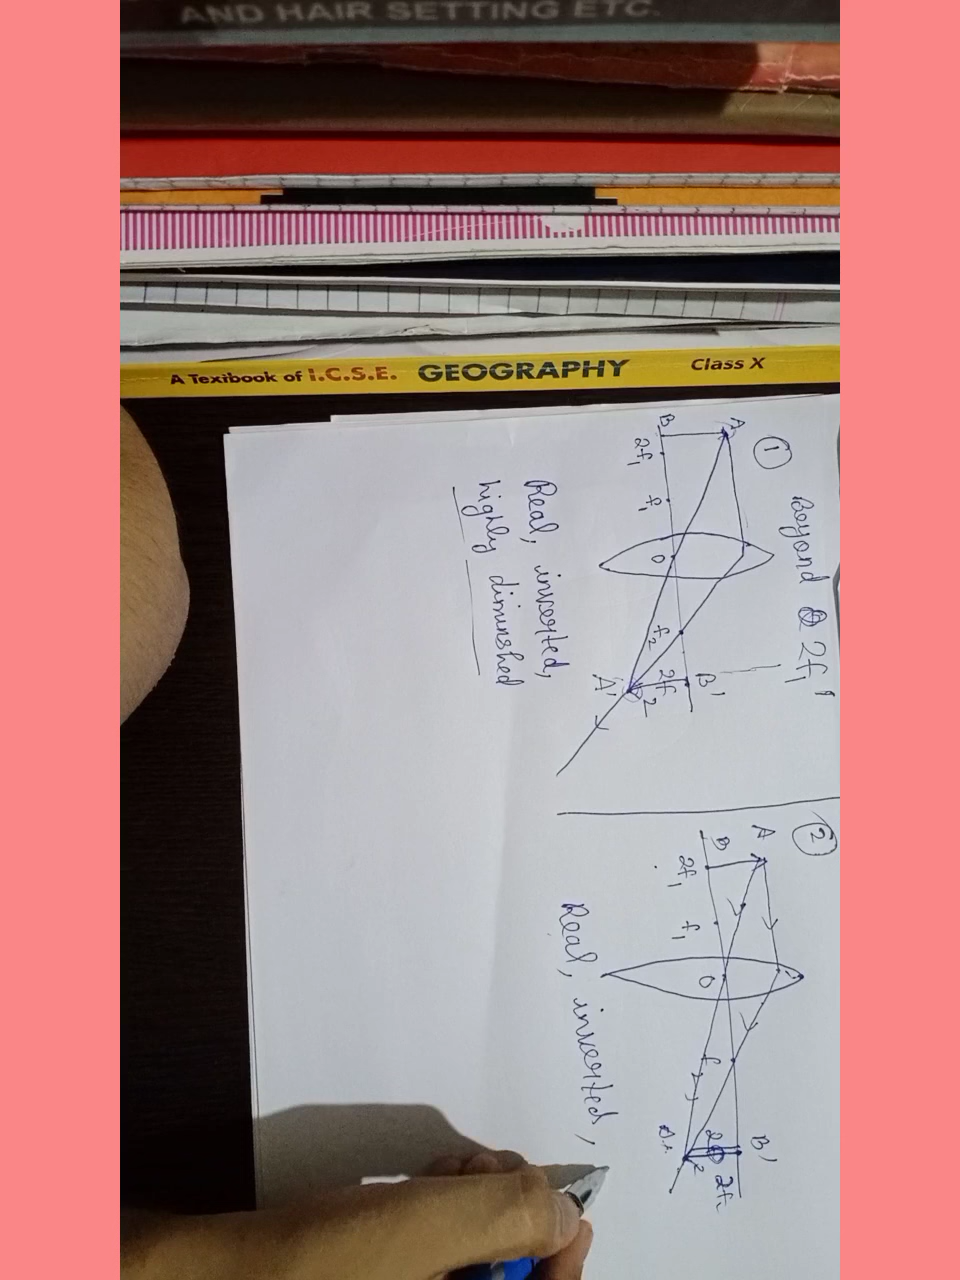 AND HAIR SETTING ETC.
A Textbook of I.C.S.E. GEOGRAPHY Class X
1
Beyond 2f₁
A
B
2f₁
f₁
O
f₂
2f₂
B'
A'
Real, inverted,
highly diminshed
2
A
B
2f₁
f₁
O
f₂
2f₂
B'
Real, inverted,